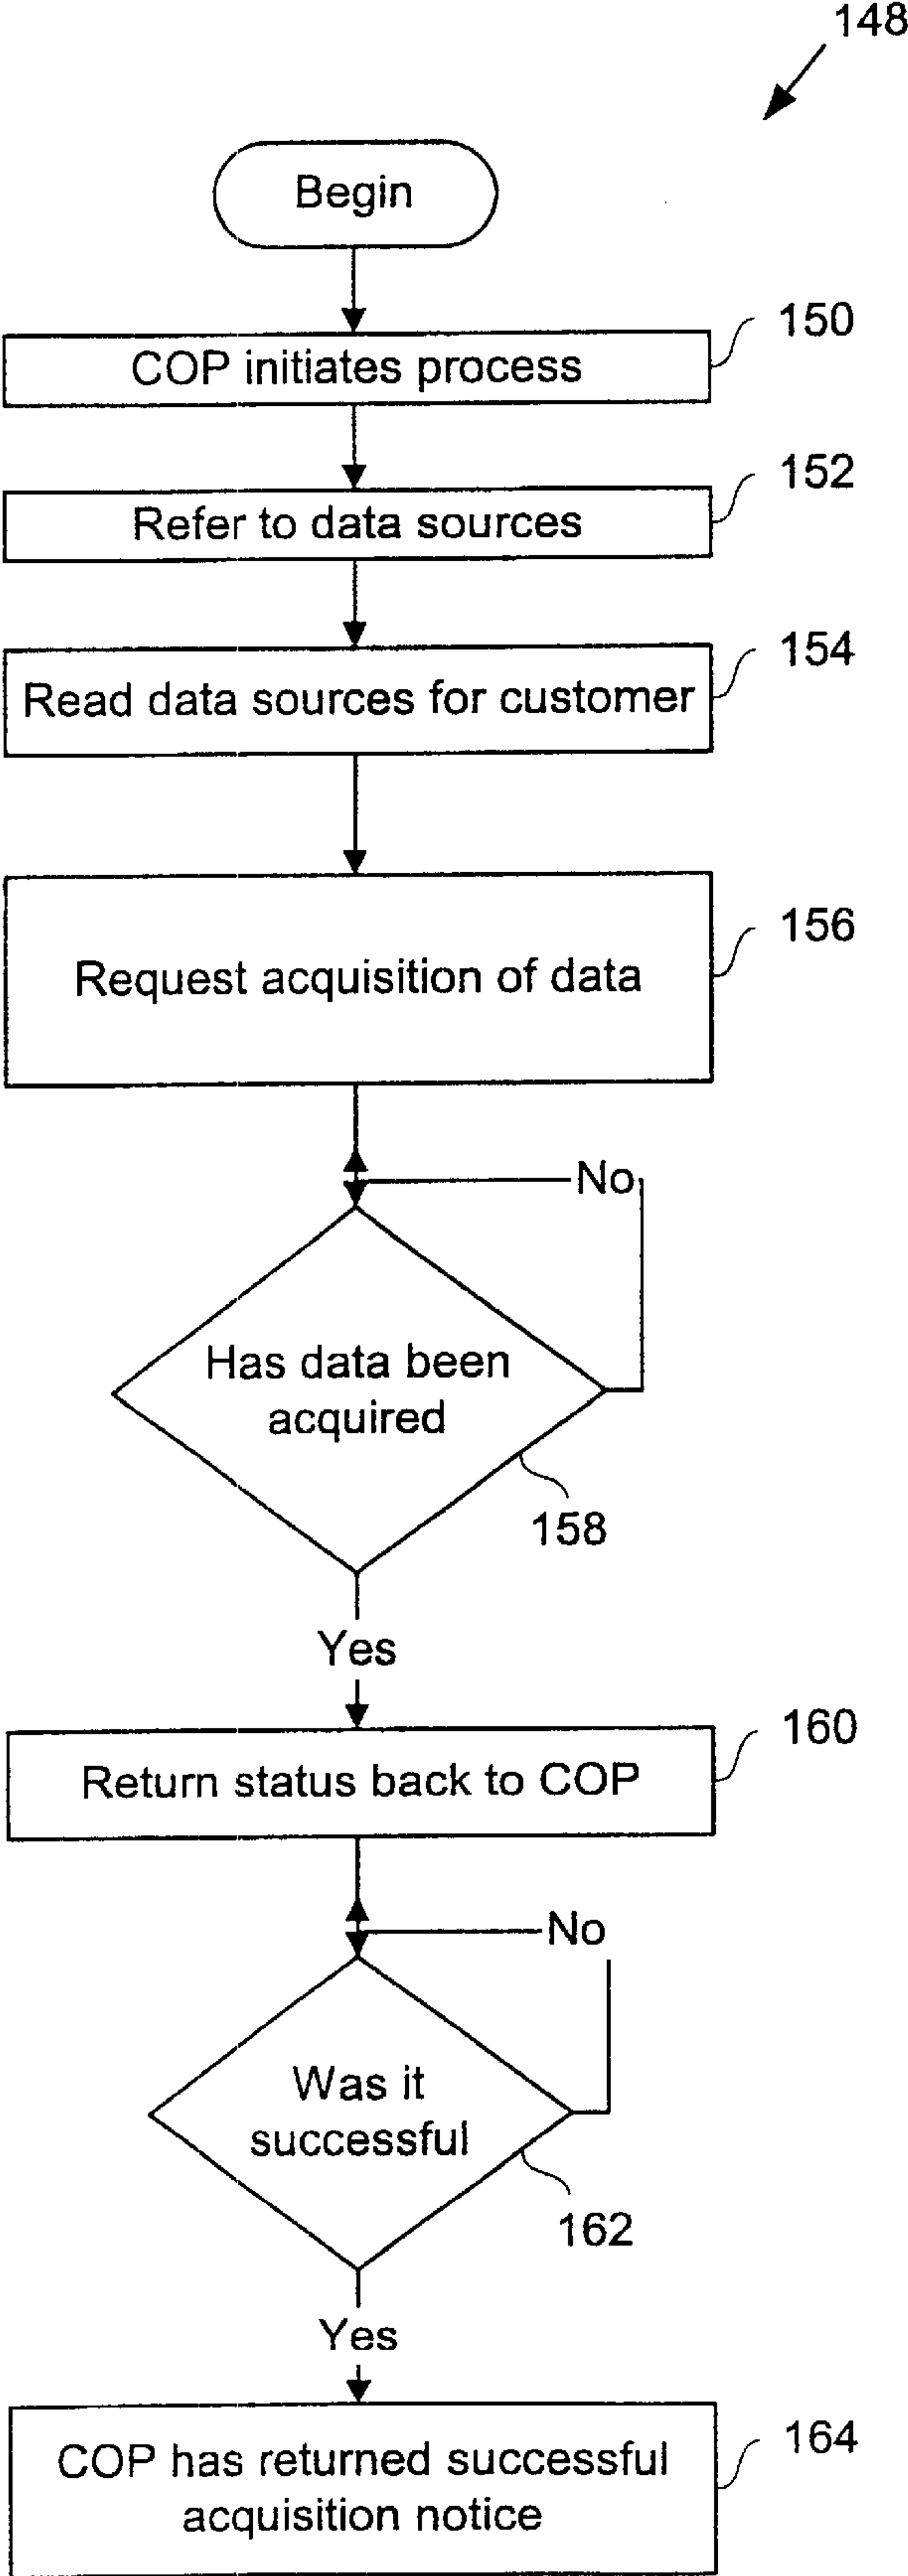 148
Begin
COP initiates process
150
Refer to data sources
152
Read data sources for customer
154
Request acquisition of data
156
No
Has data been
acquired
158
Yes
Return status back to COP
160
No
Was it
successful
162
Yes
COP has returned successful
acquisition notice
164